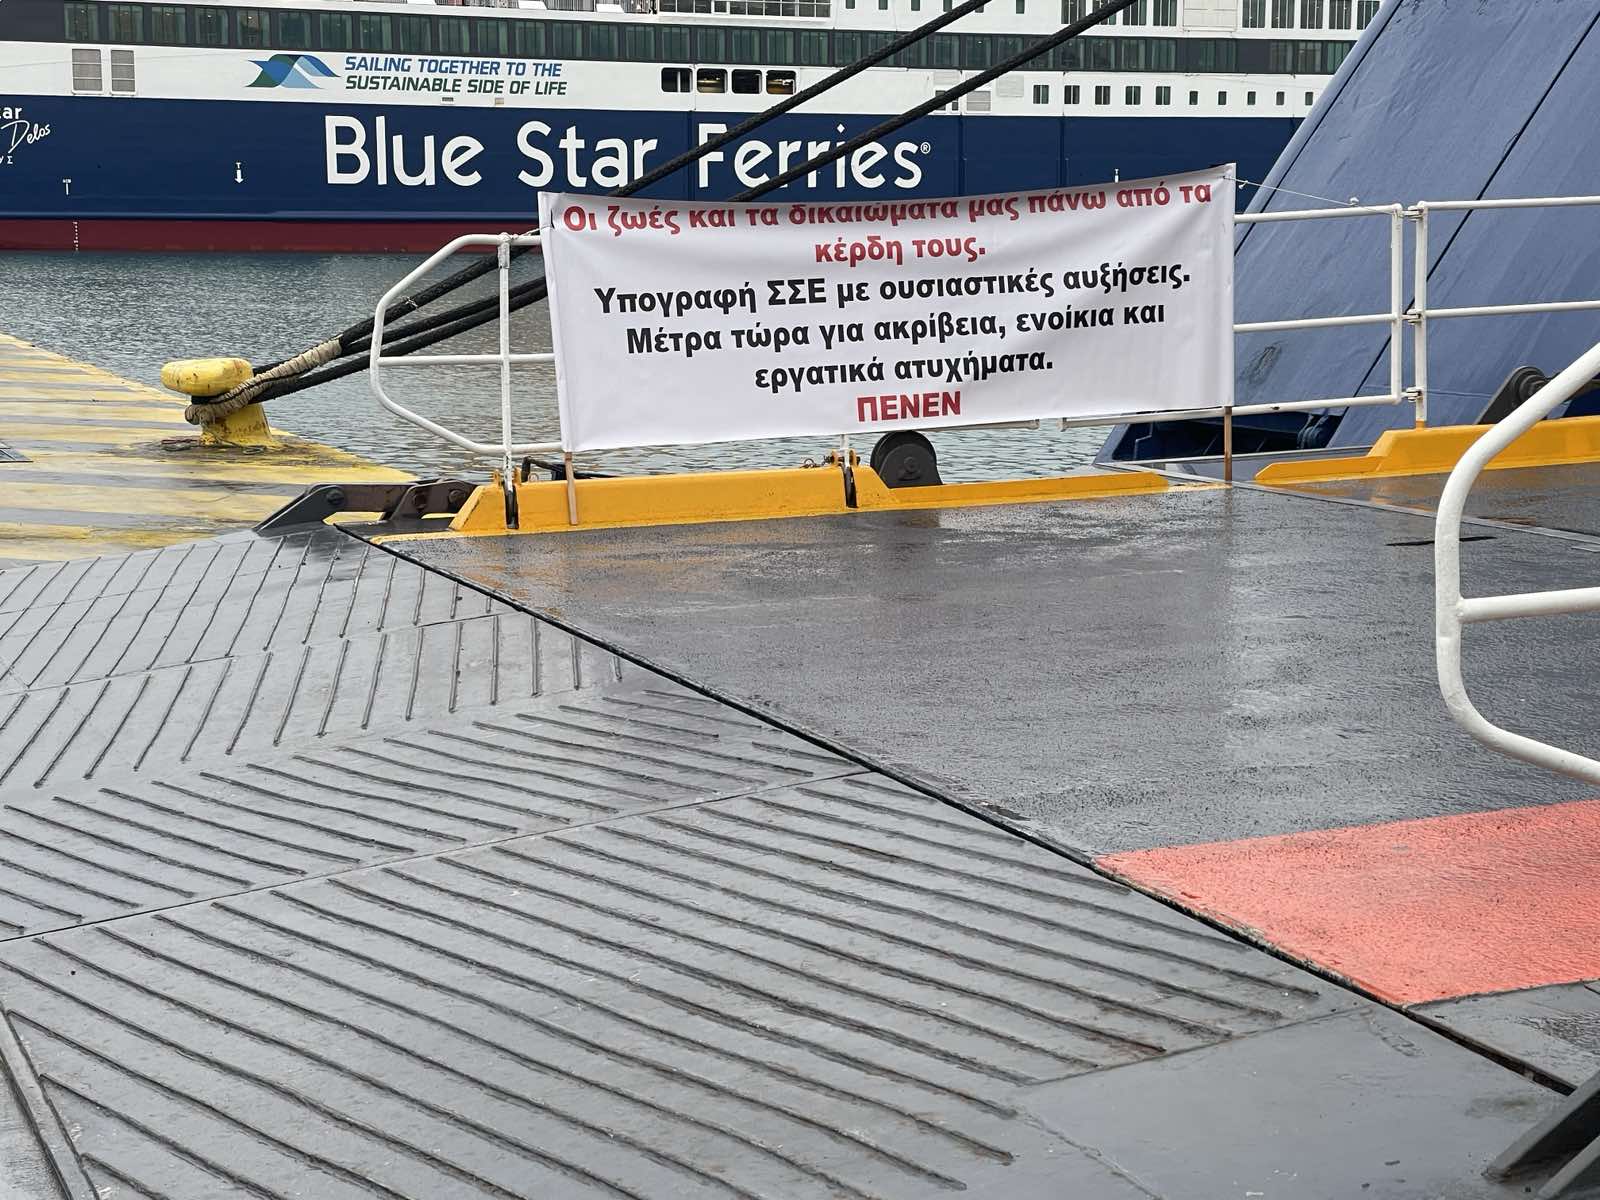 SAILING TOGETHER TO THE
SUSTAINABLE SIDE OF LIFE
Blue Star Ferries®
Delos
Οι ζωές και τα δικαιώματα μας πάνω από τα
κέρδη τους.
Υπογραφή ΣΣΕ με ουσιαστικές αυξήσεις.
Μέτρα τώρα για ακρίβεια, ενοίκια και
εργατικά ατυχήματα.
ΠΕΝΕΝ